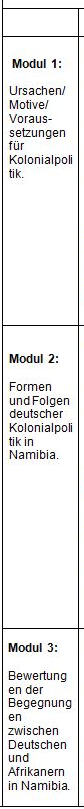 Modul 1:
Ursachen/
Motive/
Voraus-
setzungen
für
Kolonialpoli
tik.
Modul 2:
Formen
und Folgen
deutscher
Kolonialpoli
tik in
Namibia.
Modul 3:
Bewertung
en der
Begegnung
en
zwischen
Deutschen
und
Afrikanern
in Namibia.